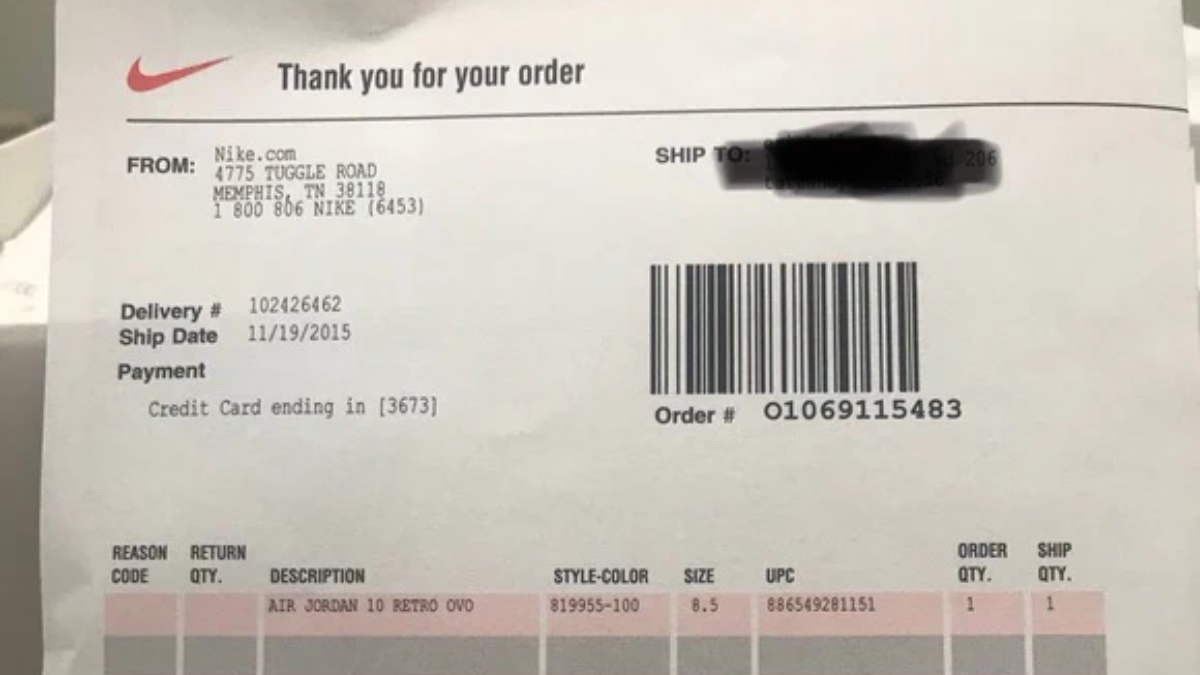 Thank you for your order
FROM: Nike.com
4775 TUGGLE ROAD
MEMPHIS, TN 38118
1 800 806 NIKE (6453)
SHIP TO:
206
Delivery # 102426462
Ship Date 11/19/2015
Payment
Credit Card ending in [3673]
Order # O1069115483
REASON CODE RETURN QTY. DESCRIPTION STYLE-COLOR SIZE UPC ORDER QTY. SHIP QTY.
AIR JORDAN 10 RETRO OVO 819955-100 8.5 886549281151 1 1